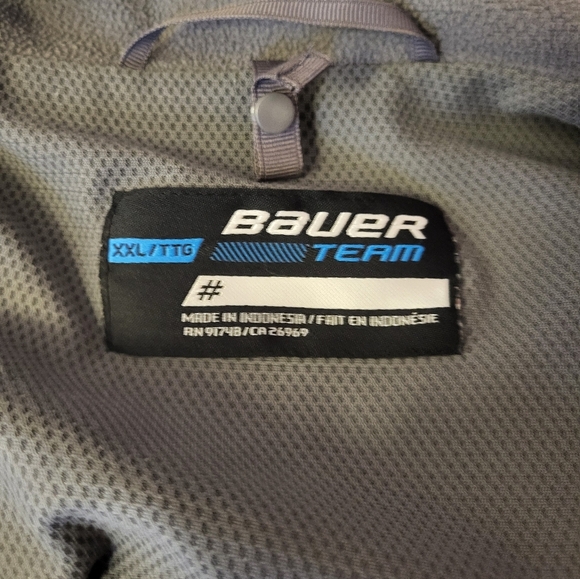 Bauer
XXL/TTG TEAM
#
MADE IN INDONESIA / FAIT EN INDONÉSIE
RN 91748/CA 26969